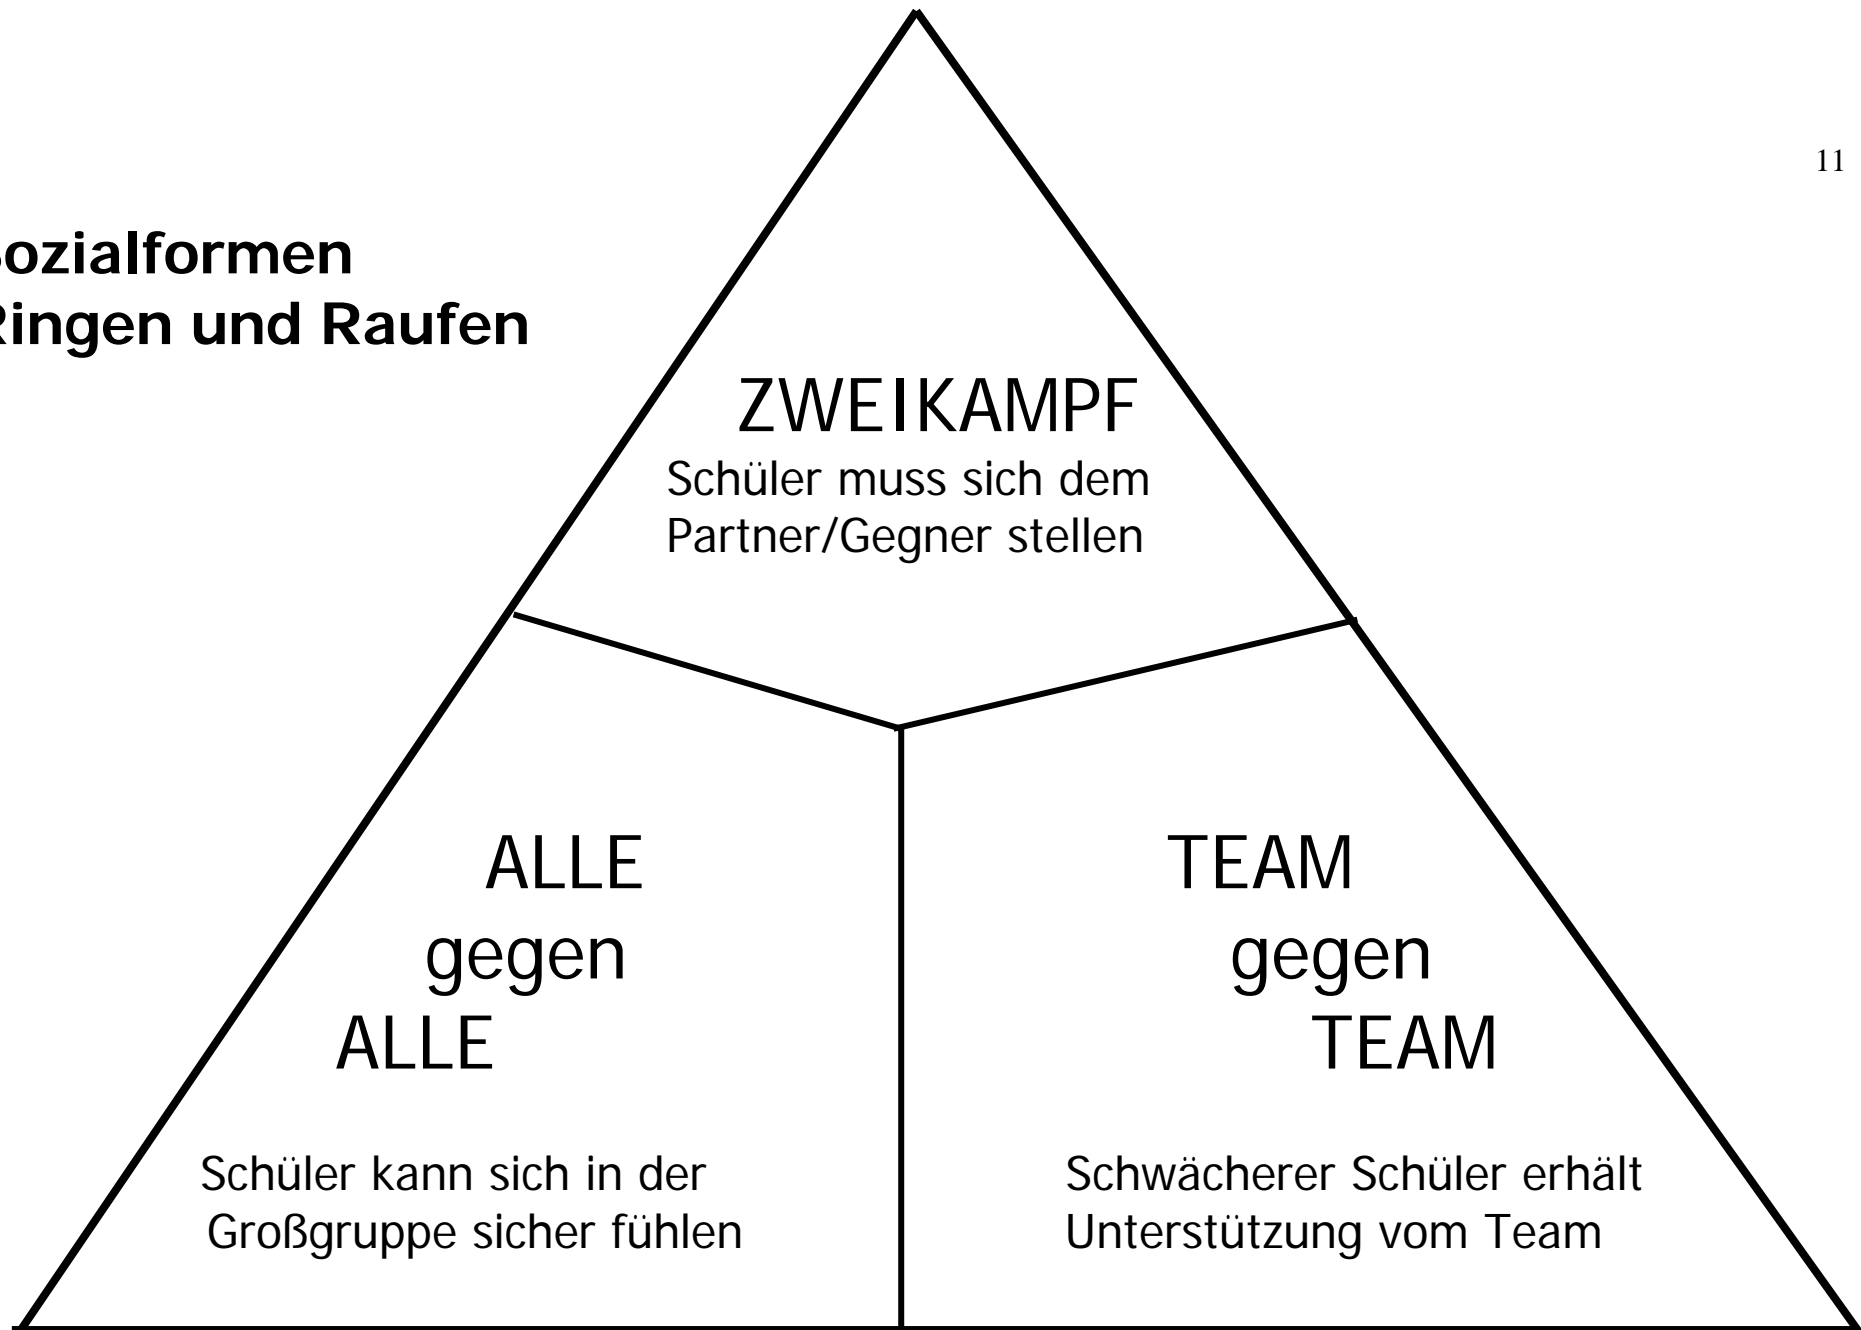 11
ozialformen
Ringen und Raufen
ZWEIKAMPF
Schüler muss sich dem
Partner/Gegner stellen
ALLE
gegen
ALLE
Schüler kann sich in der
Großgruppe sicher fühlen
TEAM
gegen
TEAM
Schwächerer Schüler erhält
Unterstützung vom Team